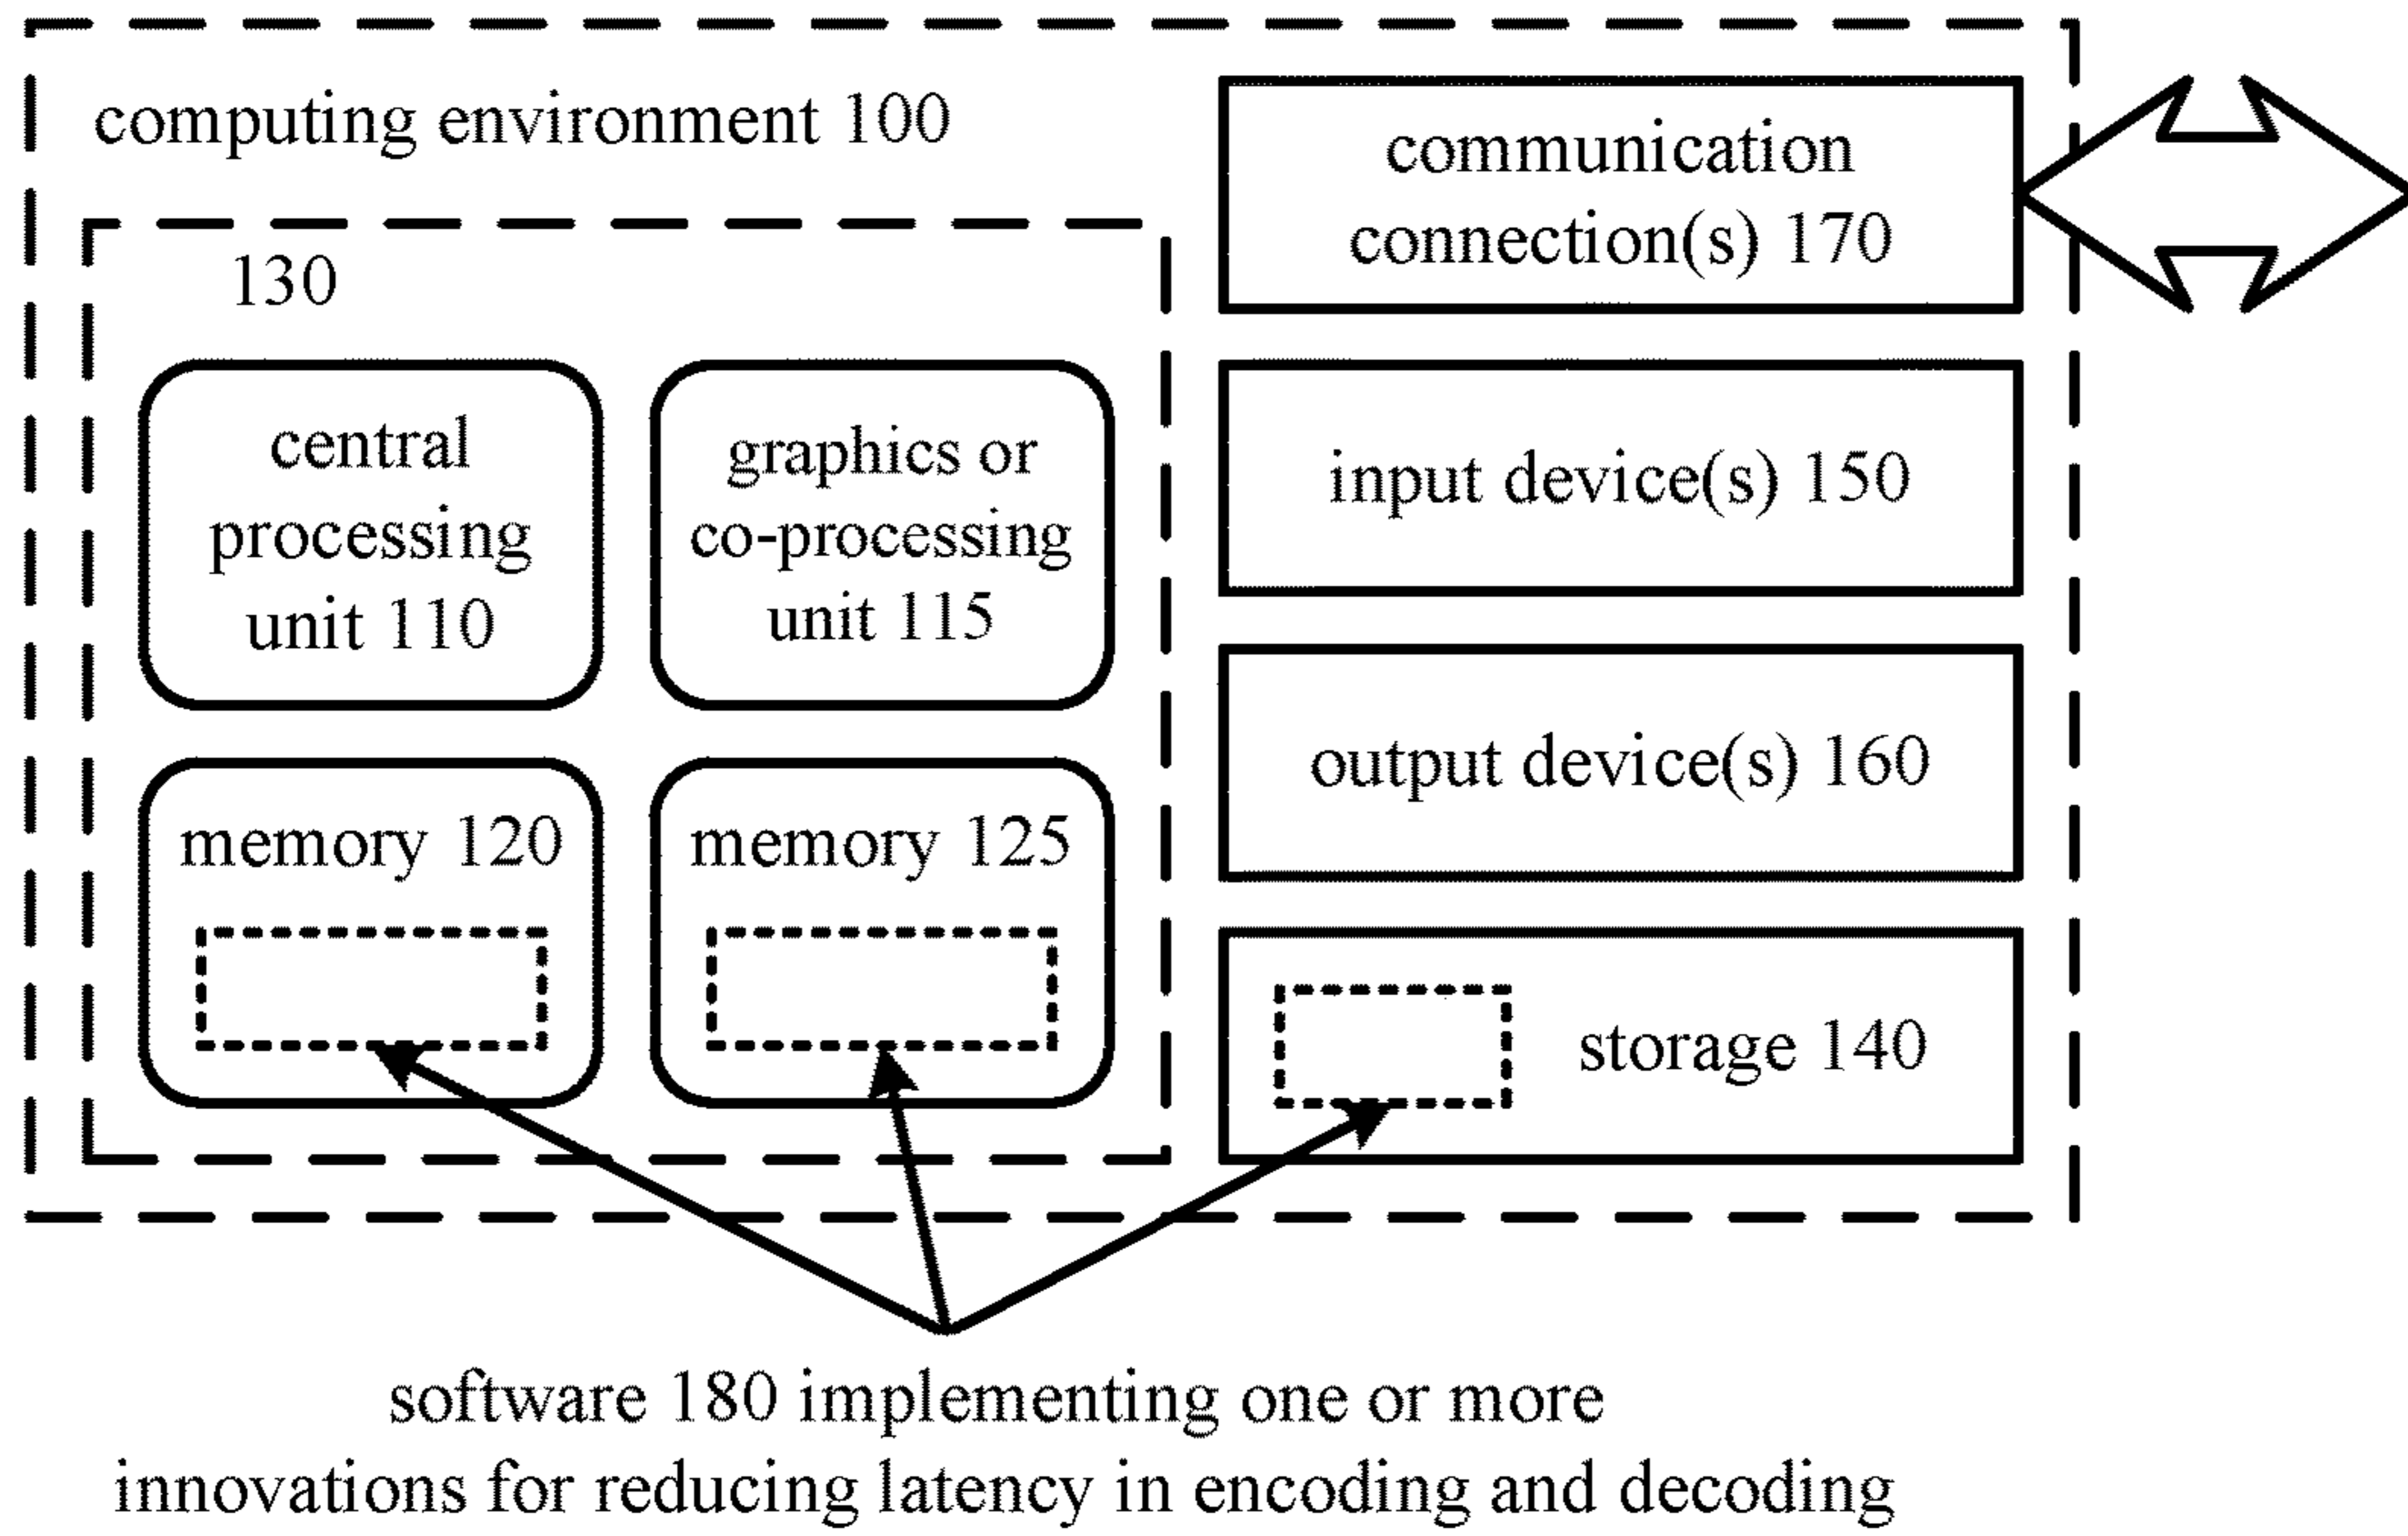 computing environment 100
130
central
processing
unit 110
graphics or
co-processing
unit 115
memory 120
memory 125
communication
connection(s) 170
input device(s) 150
output device(s) 160
storage 140
software 180 implementing one or more
innovations for reducing latency in encoding and decoding